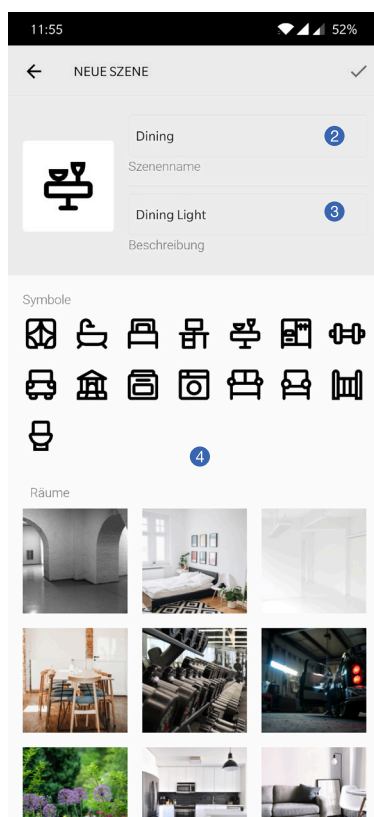 11:55 52%
NEUE SZENE
Dining 2
Szenenname
Dining Light 3
Beschreibung
Symbole
4
Räume